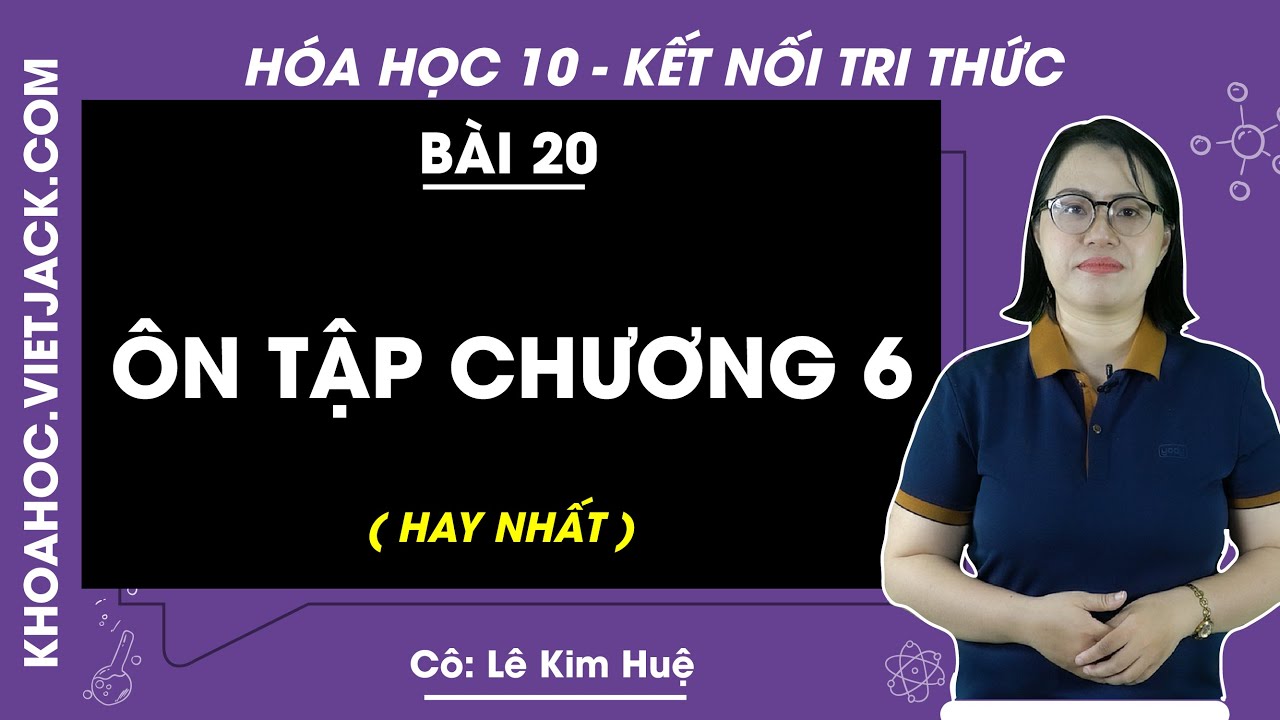 HÓA HỌC 10 - KẾT NỐI TRI THỨC
KHOAHOC.VIETJACK.COM
BÀI 20
ÔN TẬP CHƯƠNG 6
( HAY NHẤT )
Cô: Lê Kim Huệ